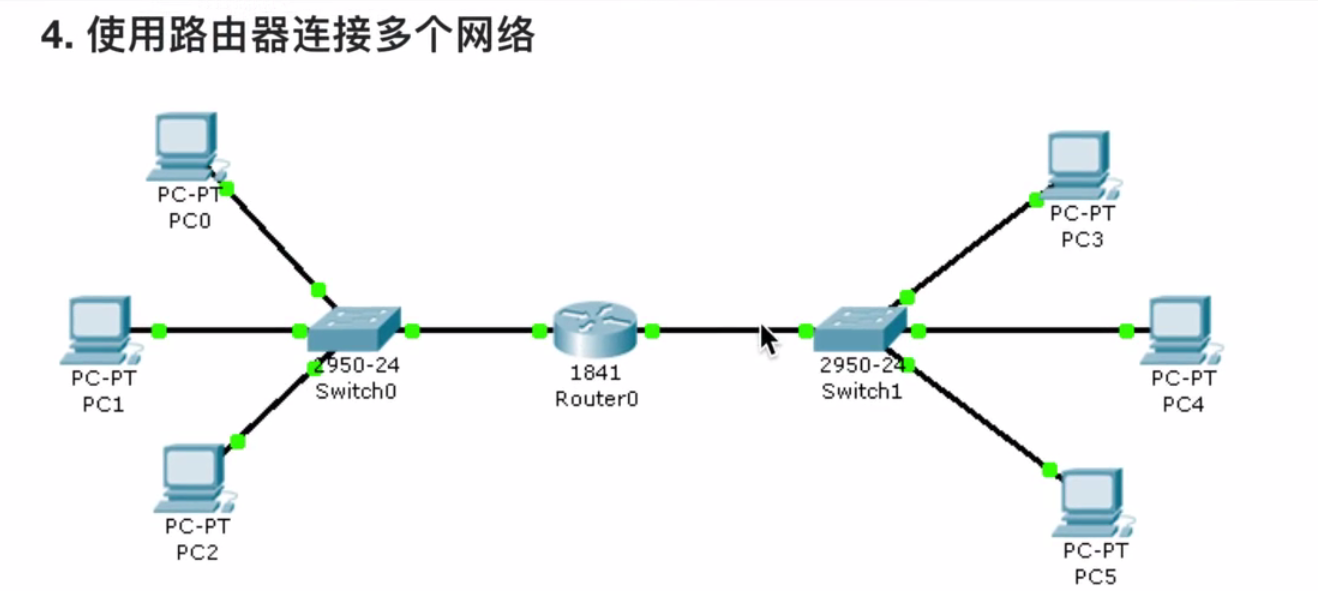 4. 使用路由器连接多个网络
PC-PT
PC0
PC-PT
PC1
PC-PT
PC2
2950-24
Switch0
1841
Router0
2950-24
Switch1
PC-PT
PC3
PC-PT
PC4
PC-PT
PC5